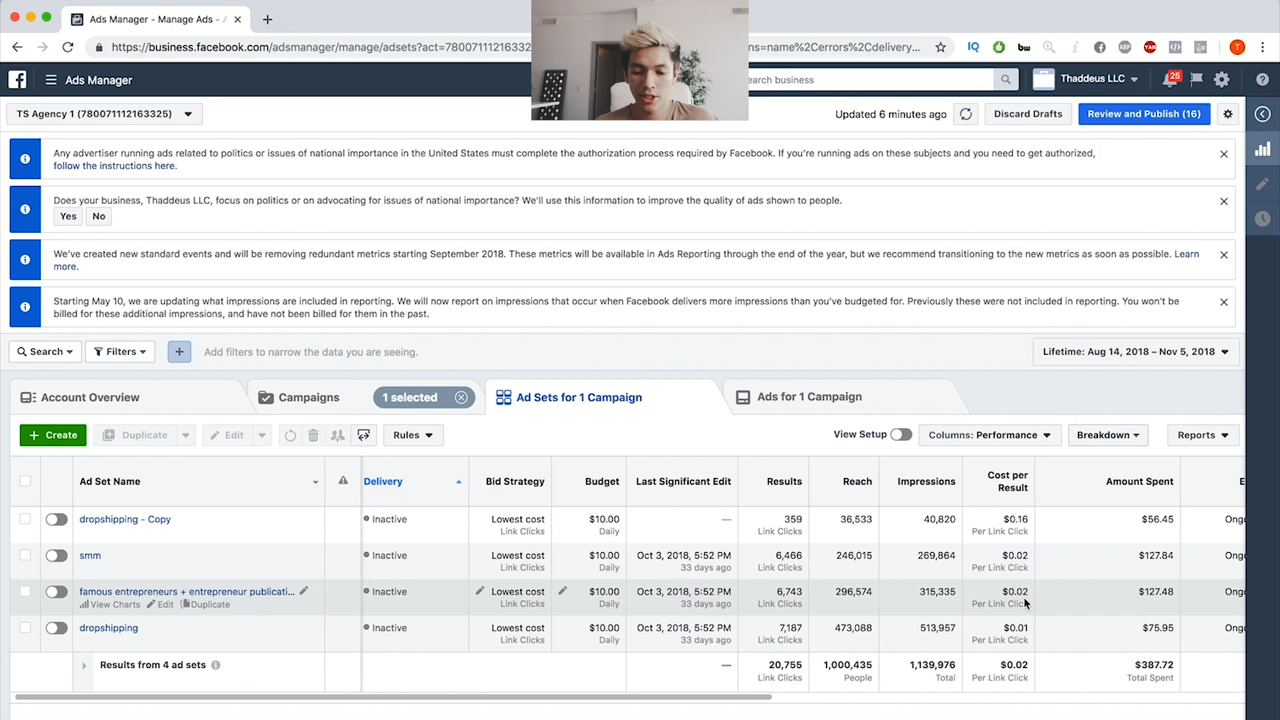 Ads Manager - Manage Ads - A
https://business.facebook.com/adsmanager/manage/adsets?act=780071112163325
ns=name%2Cerrors%2Cdelivery...
IQ
bw
ABP
YAB
T
Ads Manager
earch business
Thaddeus LLC
25
TS Agency 1 (780071112163325)
Updated 6 minutes ago
Discard Drafts
Review and Publish (16)
Any advertiser running ads related to politics or issues of national importance in the United States must complete the authorization process required by Facebook. If you're running ads on these subjects and you need to get authorized,
follow the instructions here.
Does your business, Thaddeus LLC, focus on politics or on advocating for issues of national importance? We'll use this information to improve the quality of ads shown to people.
Yes No
We've created new standard events and will be removing redundant metrics starting September 2018. These metrics will be available in Ads Reporting through the end of the year, but we recommend transitioning to the new metrics as soon as possible. Learn
more.
Starting May 10, we are updating what impressions are included in reporting. We will now report on impressions that occur when Facebook delivers more impressions than you've budgeted for. Previously these were not included in reporting. You won't be
billed for these additional impressions, and have not been billed for them in the past.
Search Filters + Add filters to narrow the data you are seeing. Lifetime: Aug 14, 2018 – Nov 5, 2018
Account Overview Campaigns 1 selected Ad Sets for 1 Campaign Ads for 1 Campaign
+ Create Duplicate Edit Rules View Setup Columns: Performance Breakdown Reports
Ad Set Name Delivery Bid Strategy Budget Last Significant Edit Results Reach Impressions Cost per Result Amount Spent E
dropshipping - Copy Inactive Lowest cost $10.00 — 359 36,533 40,820 $0.16 $56.45 Ongo
Link Clicks Daily Link Clicks Per Link Click
smm Inactive Lowest cost $10.00 Oct 3, 2018, 5:52 PM 6,466 246,015 269,864 $0.02 $127.84 Ongo
Link Clicks Daily 33 days ago Link Clicks Per Link Click
famous entrepreneurs + entrepreneur publicati... Inactive Lowest cost $10.00 Oct 3, 2018, 5:52 PM 6,743 296,574 315,335 $0.02 $127.48 Ongo
View Charts Edit Duplicate Link Clicks Daily 33 days ago Link Clicks Per Link Click
dropshipping Inactive Lowest cost $10.00 Oct 3, 2018, 5:52 PM 7,187 473,088 513,957 $0.01 $75.95 Ongo
Link Clicks Daily 33 days ago Link Clicks Per Link Click
Results from 4 ad sets — 20,755 1,000,435 1,139,976 $0.02 $387.72
Link Clicks People Total Per Link Click Total Spent